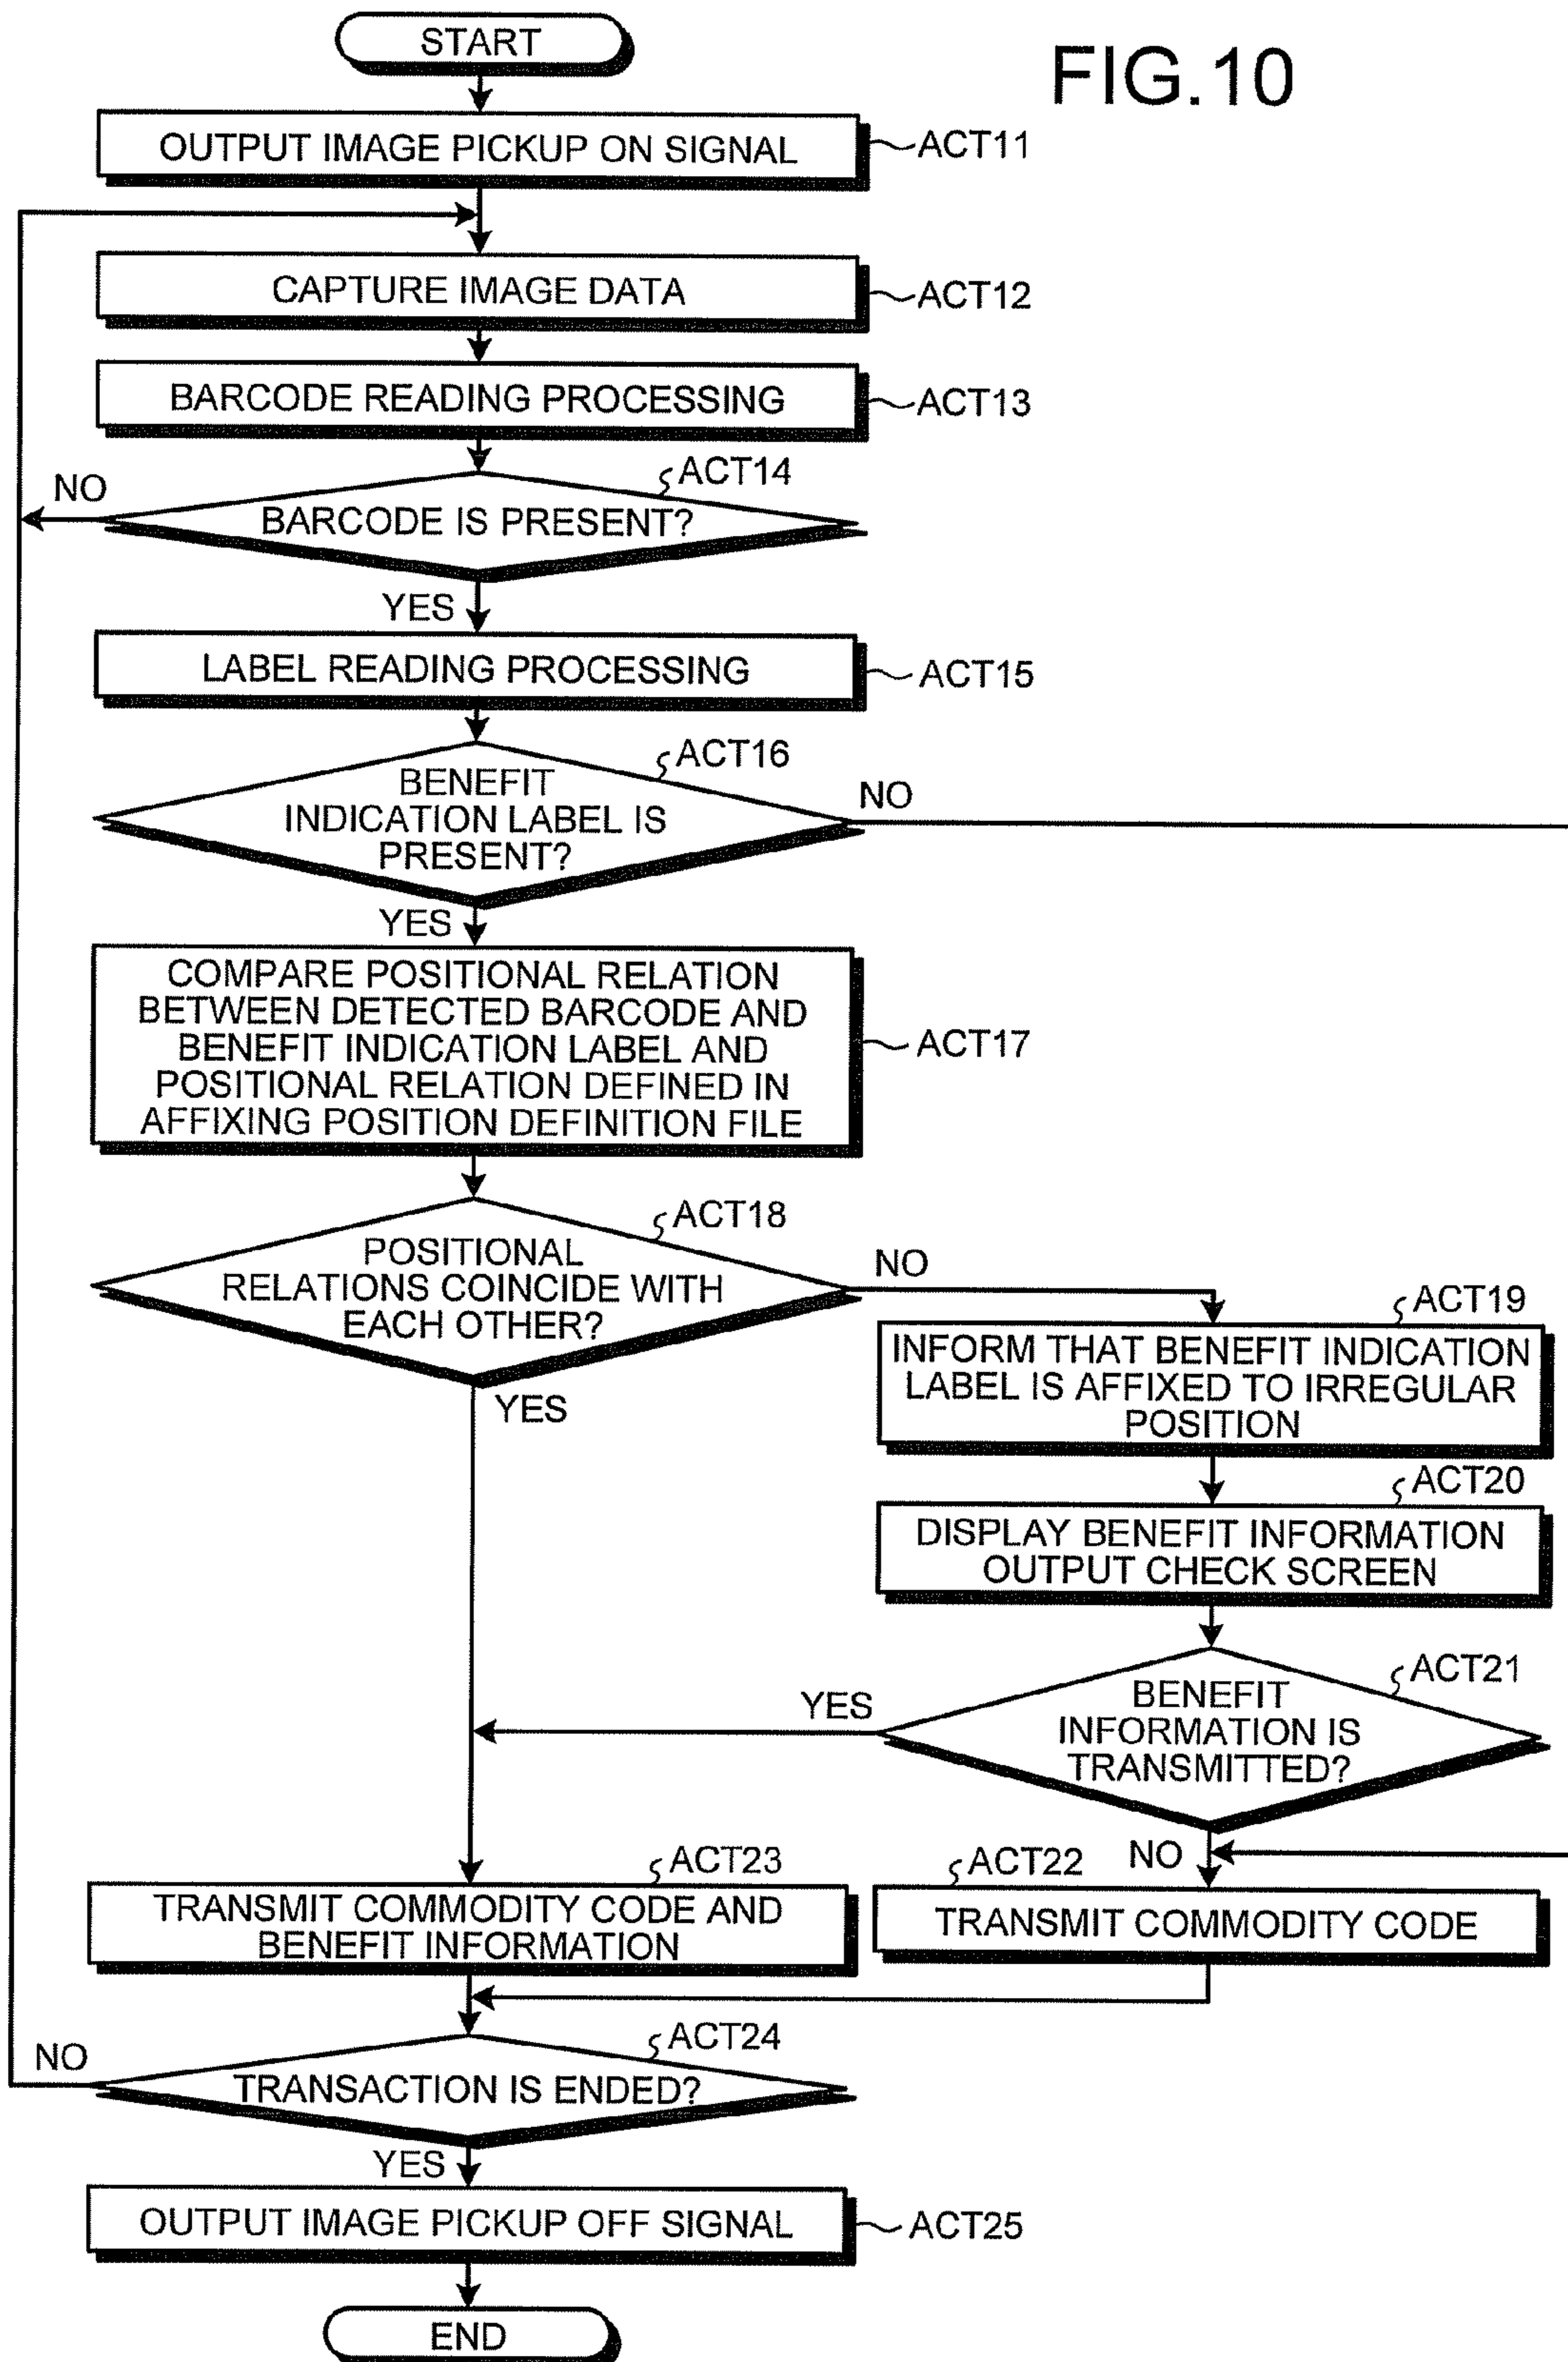 START
FIG.10
OUTPUT IMAGE PICKUP ON SIGNAL
ACT11
CAPTURE IMAGE DATA
ACT12
BARCODE READING PROCESSING
ACT13
ACT14
NO
BARCODE IS PRESENT?
YES
LABEL READING PROCESSING
ACT15
ACT16
BENEFIT
INDICATION LABEL IS
PRESENT?
NO
YES
COMPARE POSITIONAL RELATION
BETWEEN DETECTED BARCODE AND
BENEFIT INDICATION LABEL AND
POSITIONAL RELATION DEFINED IN
AFFIXING POSITION DEFINITION FILE
ACT17
ACT18
POSITIONAL
RELATIONS COINCIDE WITH
EACH OTHER?
NO
YES
ACT19
INFORM THAT BENEFIT INDICATION
LABEL IS AFFIXED TO IRREGULAR
POSITION
ACT20
DISPLAY BENEFIT INFORMATION
OUTPUT CHECK SCREEN
ACT21
BENEFIT
INFORMATION IS
TRANSMITTED?
YES
NO
ACT23
TRANSMIT COMMODITY CODE AND
BENEFIT INFORMATION
ACT22
TRANSMIT COMMODITY CODE
ACT24
NO
TRANSACTION IS ENDED?
YES
OUTPUT IMAGE PICKUP OFF SIGNAL
ACT25
END